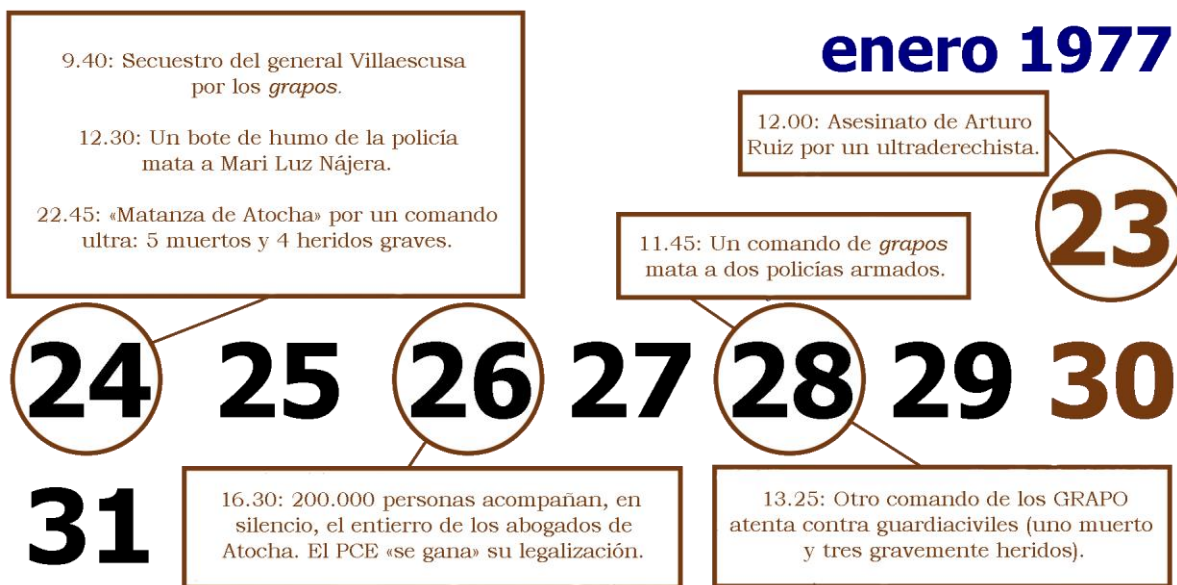 enero 1977
9.40: Secuestro del general Villaescusa
por los grapos.
12.30: Un bote de humo de la policía
mata a Mari Luz Nájera.
22.45: «Matanza de Atocha» por un comando
ultra: 5 muertos y 4 heridos graves.
12.00: Asesinato de Arturo
Ruiz por un ultraderechista.
23
11.45: Un comando de grapos
mata a dos policías armados.
24 25 26 27 28 29 30
31
16.30: 200.000 personas acompañan, en
silencio, el entierro de los abogados de
Atocha. El PCE «se gana» su legalización.
13.25: Otro comando de los GRAPO
atenta contra guardiaciviles (uno muerto
y tres gravemente heridos).